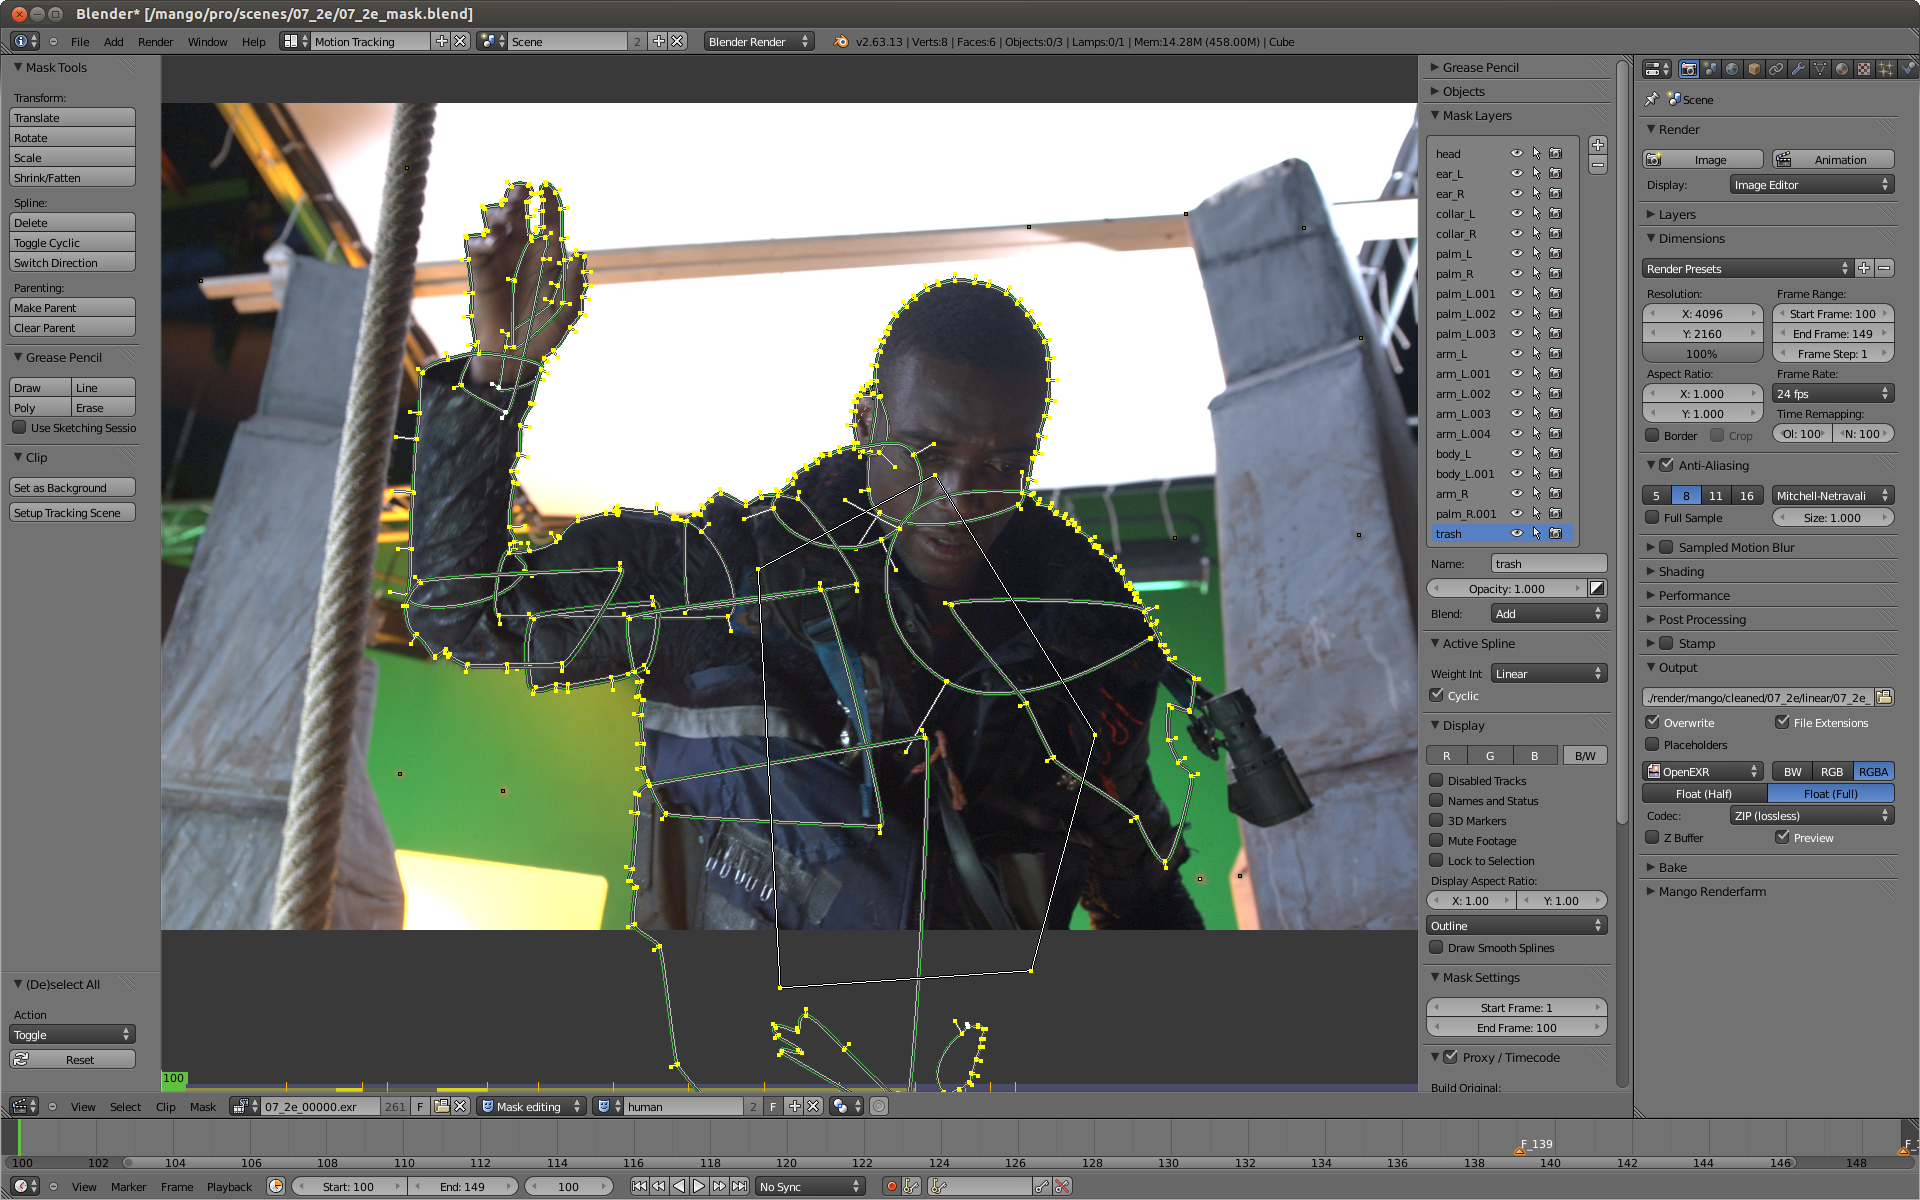 Blender* [/mango/pro/scenes/07_2e/07_2e_mask.blend]
File Add Render Window Help Motion Tracking Scene 2 Blender Render v2.63.13 | Verts:8 | Faces:6 | Objects:0/3 | Lamps:0/1 | Mem:14.28M (458.00M) | Cube
Mask Tools
Transform:
Translate
Rotate
Scale
Shrink/Fatten
Spline:
Delete
Toggle Cyclic
Switch Direction
Parenting:
Make Parent
Clear Parent
Grease Pencil
Draw Line
Poly Erase
Use Sketching Sessio
Clip
Set as Background
Setup Tracking Scene
(De)select All
Action
Toggle
Reset
100
Grease Pencil
Objects
Mask Layers
head
ear_L
ear_R
collar_L
collar_R
palm_L
palm_R
palm_L.001
palm_L.002
palm_L.003
arm_L
arm_L.001
arm_L.002
arm_L.003
arm_L.004
body_L
body_L.001
arm_R
palm_R.001
trash
Name: trash
Opacity: 1.000
Blend: Add
Active Spline
Weight Int Linear
Cyclic
Display
R G B B/W
Disabled Tracks
Names and Status
3D Markers
Mute Footage
Lock to Selection
Display Aspect Ratio:
X: 1.00 Y: 1.00
Outline
Draw Smooth Splines
Mask Settings
Start Frame: 1
End Frame: 100
Proxy / Timecode
Build Original:
Scene
Render
Image Animation
Display: Image Editor
Layers
Dimensions
Render Presets
Resolution: Frame Range:
X: 4096 Start Frame: 100
Y: 2160 End Frame: 149
100% Frame Step: 1
Aspect Ratio: Frame Rate:
X: 1.000 24 fps
Y: 1.000 Time Remapping:
Border Crop Ol: 100 N: 100
Anti-Aliasing
5 8 11 16 Mitchell-Netravali
Full Sample Size: 1.000
Sampled Motion Blur
Shading
Performance
Post Processing
Stamp
Output
./render/mango/cleaned/07_2e/linear/07_2e_
Overwrite File Extensions
Placeholders
OpenEXR BW RGB RGBA
Float (Half) Float (Full)
Codec: ZIP (lossless)
Z Buffer Preview
Bake
Mango Renderfarm
View Select Clip Mask 07_2e_00000.exr 261 F Mask editing human 2 F
F_139
100 102 104 106 108 110 112 114 116 118 120 122 124 126 128 130 132 134 136 138 140 142 144 146 148
View Marker Frame Playback Start: 100 End: 149 100 No Sync